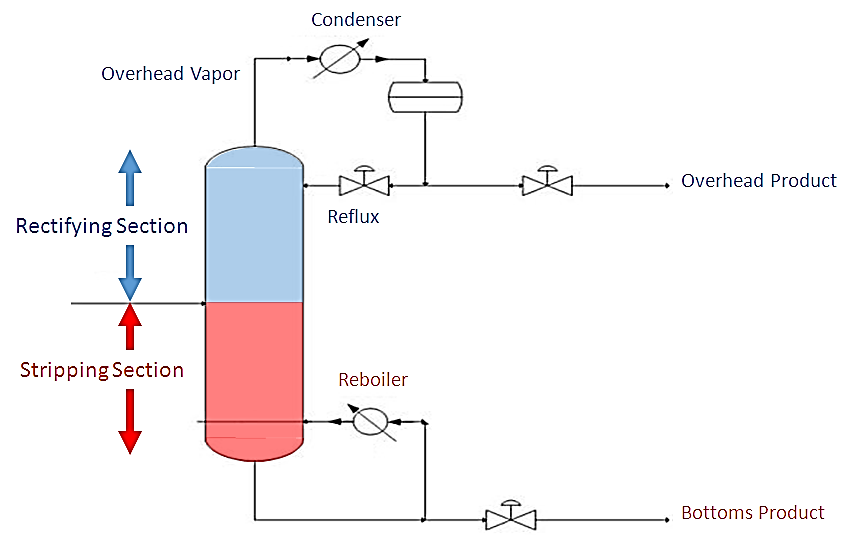 Condenser
Overhead Vapor
Overhead Product
Reflux
Rectifying Section
Stripping Section
Reboiler
Bottoms Product